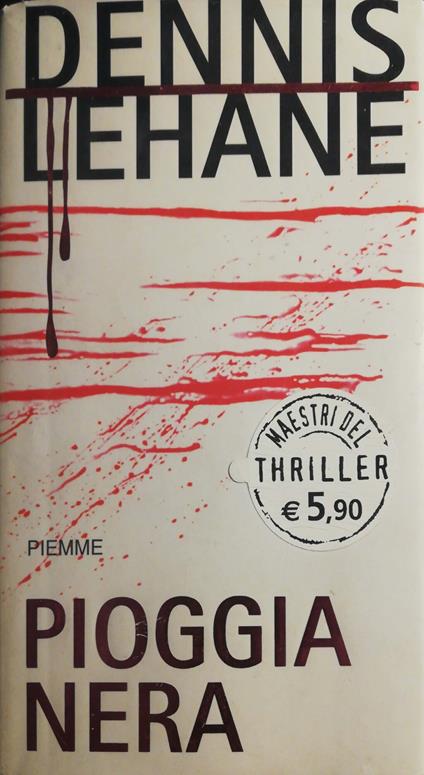 DENNIS
LEHANE
MAESTRI DEL
THRILLER
€ 5,90
PIEMME
PIOGGIA
NERA